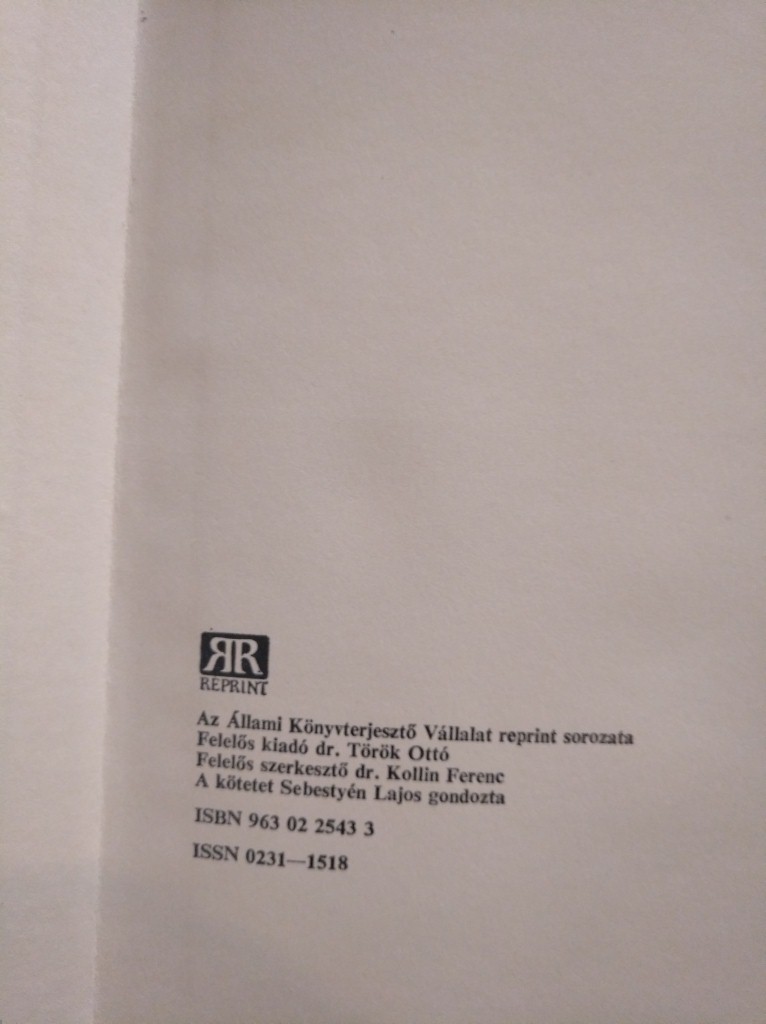 RR
REPRINT
Az Állami Könyvterjesztő Vállalat reprint sorozata
Felelős kiadó dr. Török Ottó
Felelős szerkesztő dr. Kollin Ferenc
A kötetet Sebestyén Lajos gondozta
ISBN 963 02 2543 3
ISSN 0231—1518